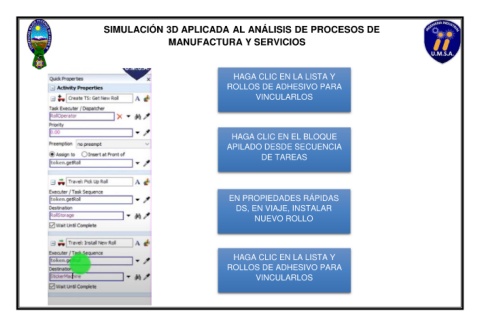 SIMULACIÓN 3D APLICADA AL ANÁLISIS DE PROCESOS DE
MANUFACTURA Y SERVICIOS
U.M.S.A.
Quick Properties
Activity Properties
Create TS: Get New Roll
Task Executer / Dispatcher
RollOperator
Priority
0.00
Preemption no preempt
Assign to Insert at Front of
token.getRoll
Travel: Pick Up Roll
Executer / Task Sequence
token.getRoll
Destination
RollStorage
Wait Until Complete
Travel: Install New Roll
Executer / Task Sequence
token.getRoll
Destination
Wait Until Complete
HAGA CLIC EN LA LISTA Y
ROLLOS DE ADHESIVO PARA
VINCULARLOS
HAGA CLIC EN EL BLOQUE
APILADO DESDE SECUENCIA
DE TAREAS
EN PROPIEDADES RÁPIDAS
DS, EN VIAJE, INSTALAR
NUEVO ROLLO
HAGA CLIC EN LA LISTA Y
ROLLOS DE ADHESIVO PARA
VINCULARLOS